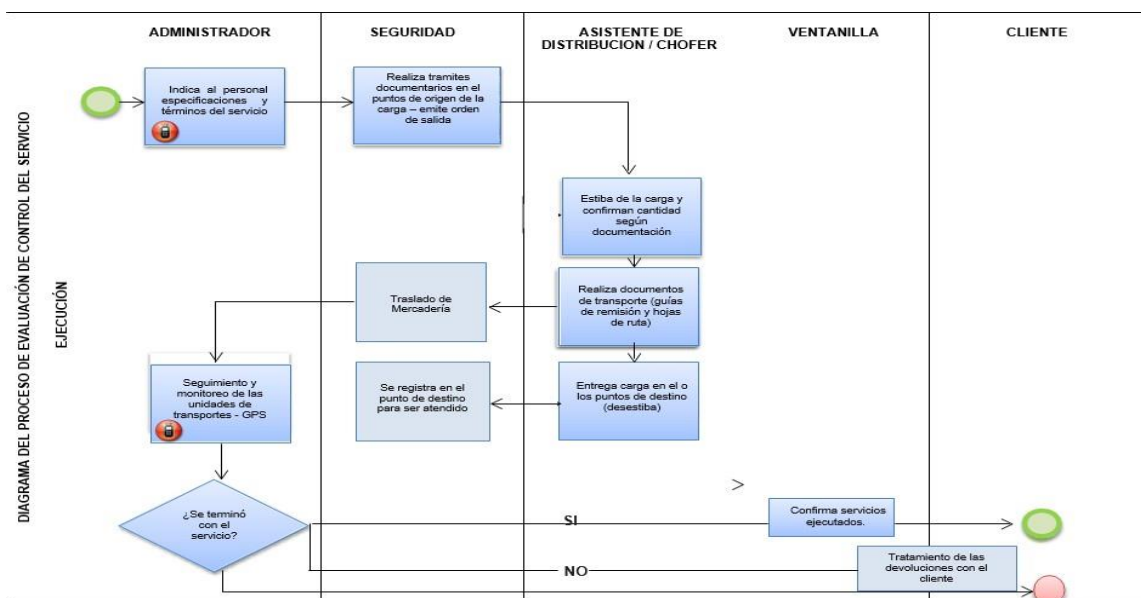 ADMINISTRADOR
SEGURIDAD
ASISTENTE DE
DISTRIBUCION / CHOFER
VENTANILLA
CLIENTE
DIAGRAMA DEL PROCESO DE EVALUACIÓN DE CONTROL DEL SERVICIO
EJECUCIÓN
Indica al personal
especificaciones y
términos del servicio
Realiza tramites
documentarios en el
puntos de origen de la
carga – emite orden
de salida
Estiba de la carga y
confirman cantidad
según
documentación
Realiza documentos
de transporte (guías
de remisión y hojas
de ruta)
Traslado de
Mercadería
Seguimiento y
monitoreo de las
unidades de
transportes - GPS
Se registra en el
punto de destino
para ser atendido
Entrega carga en el o
los puntos de destino
(desestiba)
¿Se terminó
con el
servicio?
SI
Confirma servicios
ejecutados.
NO
Tratamiento de las
devoluciones con el
cliente